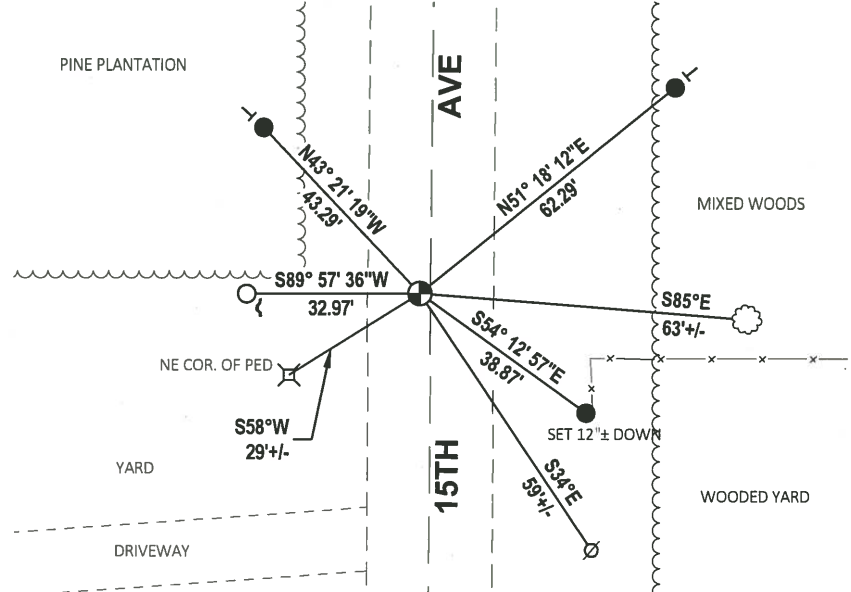 PINE PLANTATION
AVE
N43° 21' 19"W
43.29'
N51° 18' 12"E
62.29'
MIXED WOODS
S89° 57' 36"W
32.97'
S85°E
63'+/-
S54° 12' 57"E
38.87'
NE COR. OF PED
SET 12"± DOWN
S58°W
29'+/-
15TH
S34°E
59'+/-
YARD
WOODED YARD
DRIVEWAY